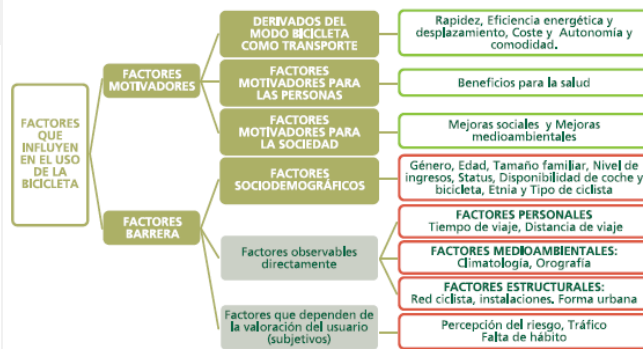 FACTORES
QUE
INFLUYEN
EN EL USO
DE LA
BICICLETA
FACTORES
MOTIVADORES
DERIVADOS DEL
MODO BICICLETA
COMO TRANSPORTE
Rapidez, Eficiencia energética y
desplazamiento, Coste y Autonomía y
comodidad.
FACTORES
MOTIVADORES PARA
LAS PERSONAS
Beneficios para la salud
FACTORES
MOTIVADORES PARA
LA SOCIEDAD
Mejoras sociales y Mejoras
medioambientales
FACTORES
BARRERA
FACTORES
SOCIODEMOGRÁFICOS
Género, Edad, Tamaño familiar, Nivel de
ingresos, Status, Disponibilidad de coche y
bicicleta, Etnia y Tipo de ciclista
Factores observables
directamente
FACTORES PERSONALES
Tiempo de viaje, Distancia de viaje
FACTORES MEDIOAMBIENTALES:
Climatología, Orografía
FACTORES ESTRUCTURALES:
Red ciclista, instalaciones. Forma urbana
Factores que dependen de
la valoración del usuario
(subjetivos)
Percepción del riesgo, Tráfico
Falta de hábito